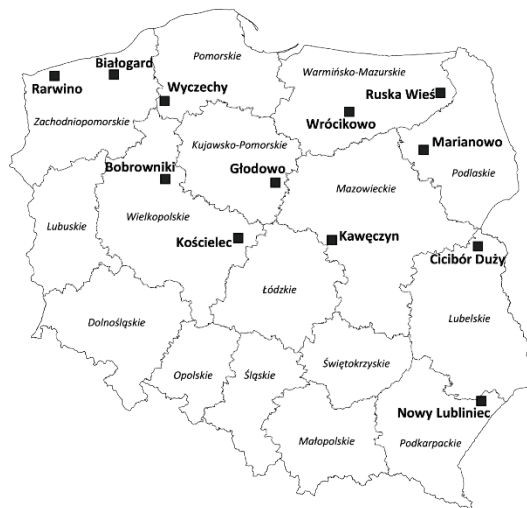 Pomorskie
Białogard
Rarwino
Warmińsko-Mazurskie
Wyczechy
Ruska Wieś
Zachodniopomorskie
Wrócikowo
Kujawsko-Pomorskie
Marianowo
Bobrowniki
Głodowo
Mazowieckie
Podlaskie
Lubuskie
Wielkopolskie
Kościelec
Kawęczyn
Cicibór Duży
Łódzkie
Lubelskie
Dolnośląskie
Świętokrzyskie
Opolskie
Śląskie
Nowy Lubliniec
Małopolskie
Podkarpackie